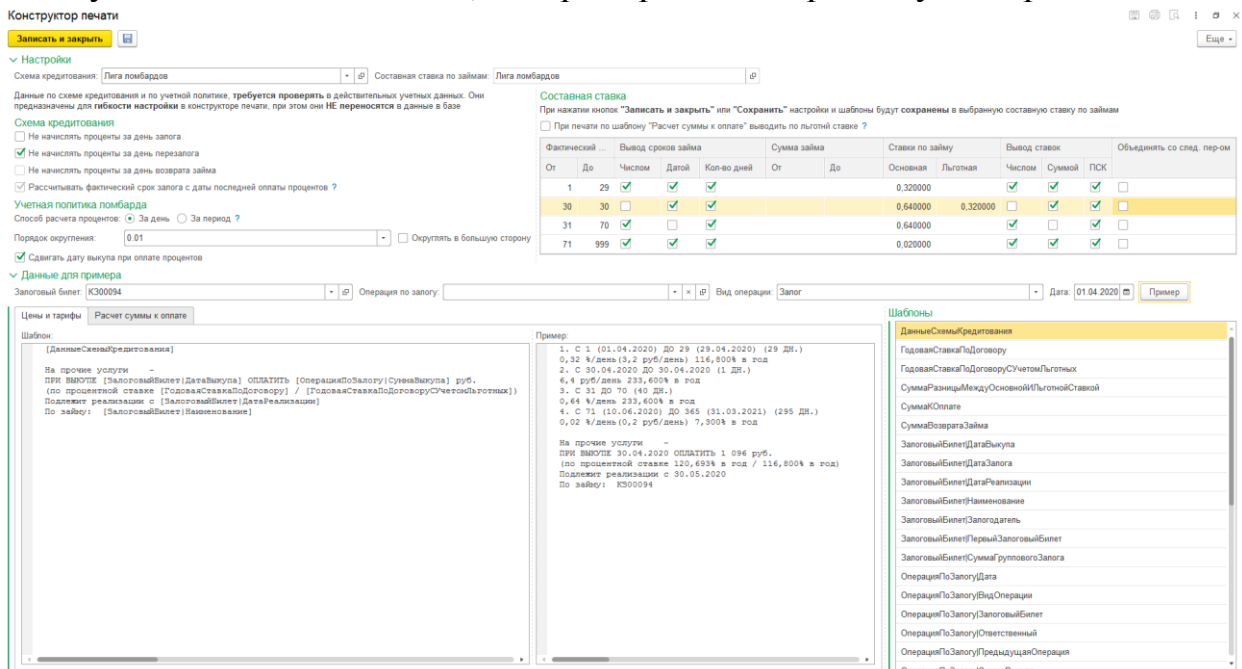 Конструктор печати
Записать и закрыть
Еще
Настройки
Схема кредитования: Лига ломбардов
Составная ставка по займам: Лига ломбардов
Данные по схеме кредитования и по учетной политике, требуется проверять в действительных учетных данных. Они
предназначены для гибкости настройки в конструкторе печати, при этом они НЕ переносятся в данные в базе
Схема кредитования
Не начислять проценты за день залога
Не начислять проценты за день перезалога
Не начислять проценты за день возврата займа
Рассчитывать фактический срок залога с даты последней оплаты процентов ?
Учетная политика ломбарда
Способ расчета процентов: За день За период ?
Порядок округления: 0.01 Округлять в большую сторону
Сдвигать дату выкупа при оплате процентов
Составная ставка
При нажатии кнопок "Записать и закрыть" или "Сохранить" настройки и шаблоны будут сохранены в выбранную составную ставку по займам
При печати по шаблону "Расчет суммы к оплате" выводить по льготнй ставке ?
Фактический ... Вывод сроков займа Сумма займа Ставки по займу Вывод ставок Объединять со след. пер-ом
От До Числом Датой Кол-во дней От До Основная Льготная Числом Суммой ПСК
1 29 0,320000
30 30 0,640000 0,320000
31 70 0,640000
71 999 0,020000
Данные для примера
Залоговый билет: КЗ00094 Операция по залогу: Вид операции: Залог Дата: 01.04.2020 Пример
Цены и тарифы Расчет суммы к оплате
Шаблон:
[ДанныеСхемыКредитования]
На прочие услуги –
ПРИ ВЫКУПЕ [ЗалоговыйБилет|ДатаВыкупа] ОПЛАТИТЬ [ОперацияПоЗалогу|СуммаВыкупа] руб.
(по процентной ставке [ГодоваяСтавкаПоДоговору] / [ГодоваяСтавкаПоДоговоруСУчетомЛьготных])
Подлежит реализации с [ЗалоговыйБилет|ДатаРеализации]
По займу: [ЗалоговыйБилет|Наименование]
Пример:
1. С 1 (01.04.2020) ДО 29 (29.04.2020) (29 ДН.)
0,32 %/день(3,2 руб/день) 116,800% в год
2. С 30.04.2020 ДО 30.04.2020 (1 ДН.)
6,4 руб/день 233,600% в год
3. С 31 ДО 70 (40 ДН.)
0,64 %/день 233,600% в год
4. С 71 (10.06.2020) ДО 365 (31.03.2021) (295 ДН.)
0,02 %/день(0,2 руб/день) 7,300% в год
На прочие услуги –
ПРИ ВЫКУПЕ 30.04.2020 ОПЛАТИТЬ 1 096 руб.
(по процентной ставке 120,693% в год / 116,800% в год)
Подлежит реализации с 30.05.2020
По займу: КЗ00094
Шаблоны
ДанныеСхемыКредитования
ГодоваяСтавкаПоДоговору
ГодоваяСтавкаПоДоговоруСУчетомЛьготных
СуммаРазницыМеждуОсновнойИЛьготнойСтавкой
СуммаКОплате
СуммаВозвратаЗайма
ЗалоговыйБилет|ДатаВыкупа
ЗалоговыйБилет|ДатаЗалога
ЗалоговыйБилет|ДатаРеализации
ЗалоговыйБилет|Наименование
ЗалоговыйБилет|Залогодатель
ЗалоговыйБилет|ПервыйЗалоговыйБилет
ЗалоговыйБилет|СуммаГрупповогоЗалога
ОперацияПоЗалогу|Дата
ОперацияПоЗалогу|ВидОперации
ОперацияПоЗалогу|ЗалоговыйБилет
ОперацияПоЗалогу|Ответственный
ОперацияПоЗалогу|ПредыдущаяОперация